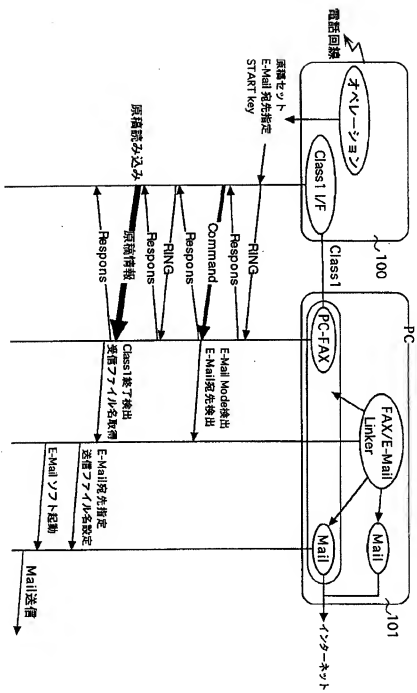 電話回線
オペレーション
Class1 I/F
100
Class1
PC
PC-FAX
FAX/E-Mail
Linker
Mail
Mail
101
インターネット
原稿セット
E-Mail 宛先指定
START key
RING
Respons
Command
Respons
RING
Respons
原稿読み込み
原稿情報
Respons
E-Mail Mode検出
E-Mail宛先検出
Class1終了検出
受信ファイル名取得
E-Mail宛先指定
送信ファイル名設定
E-Mail ソフト起動
Mail送信